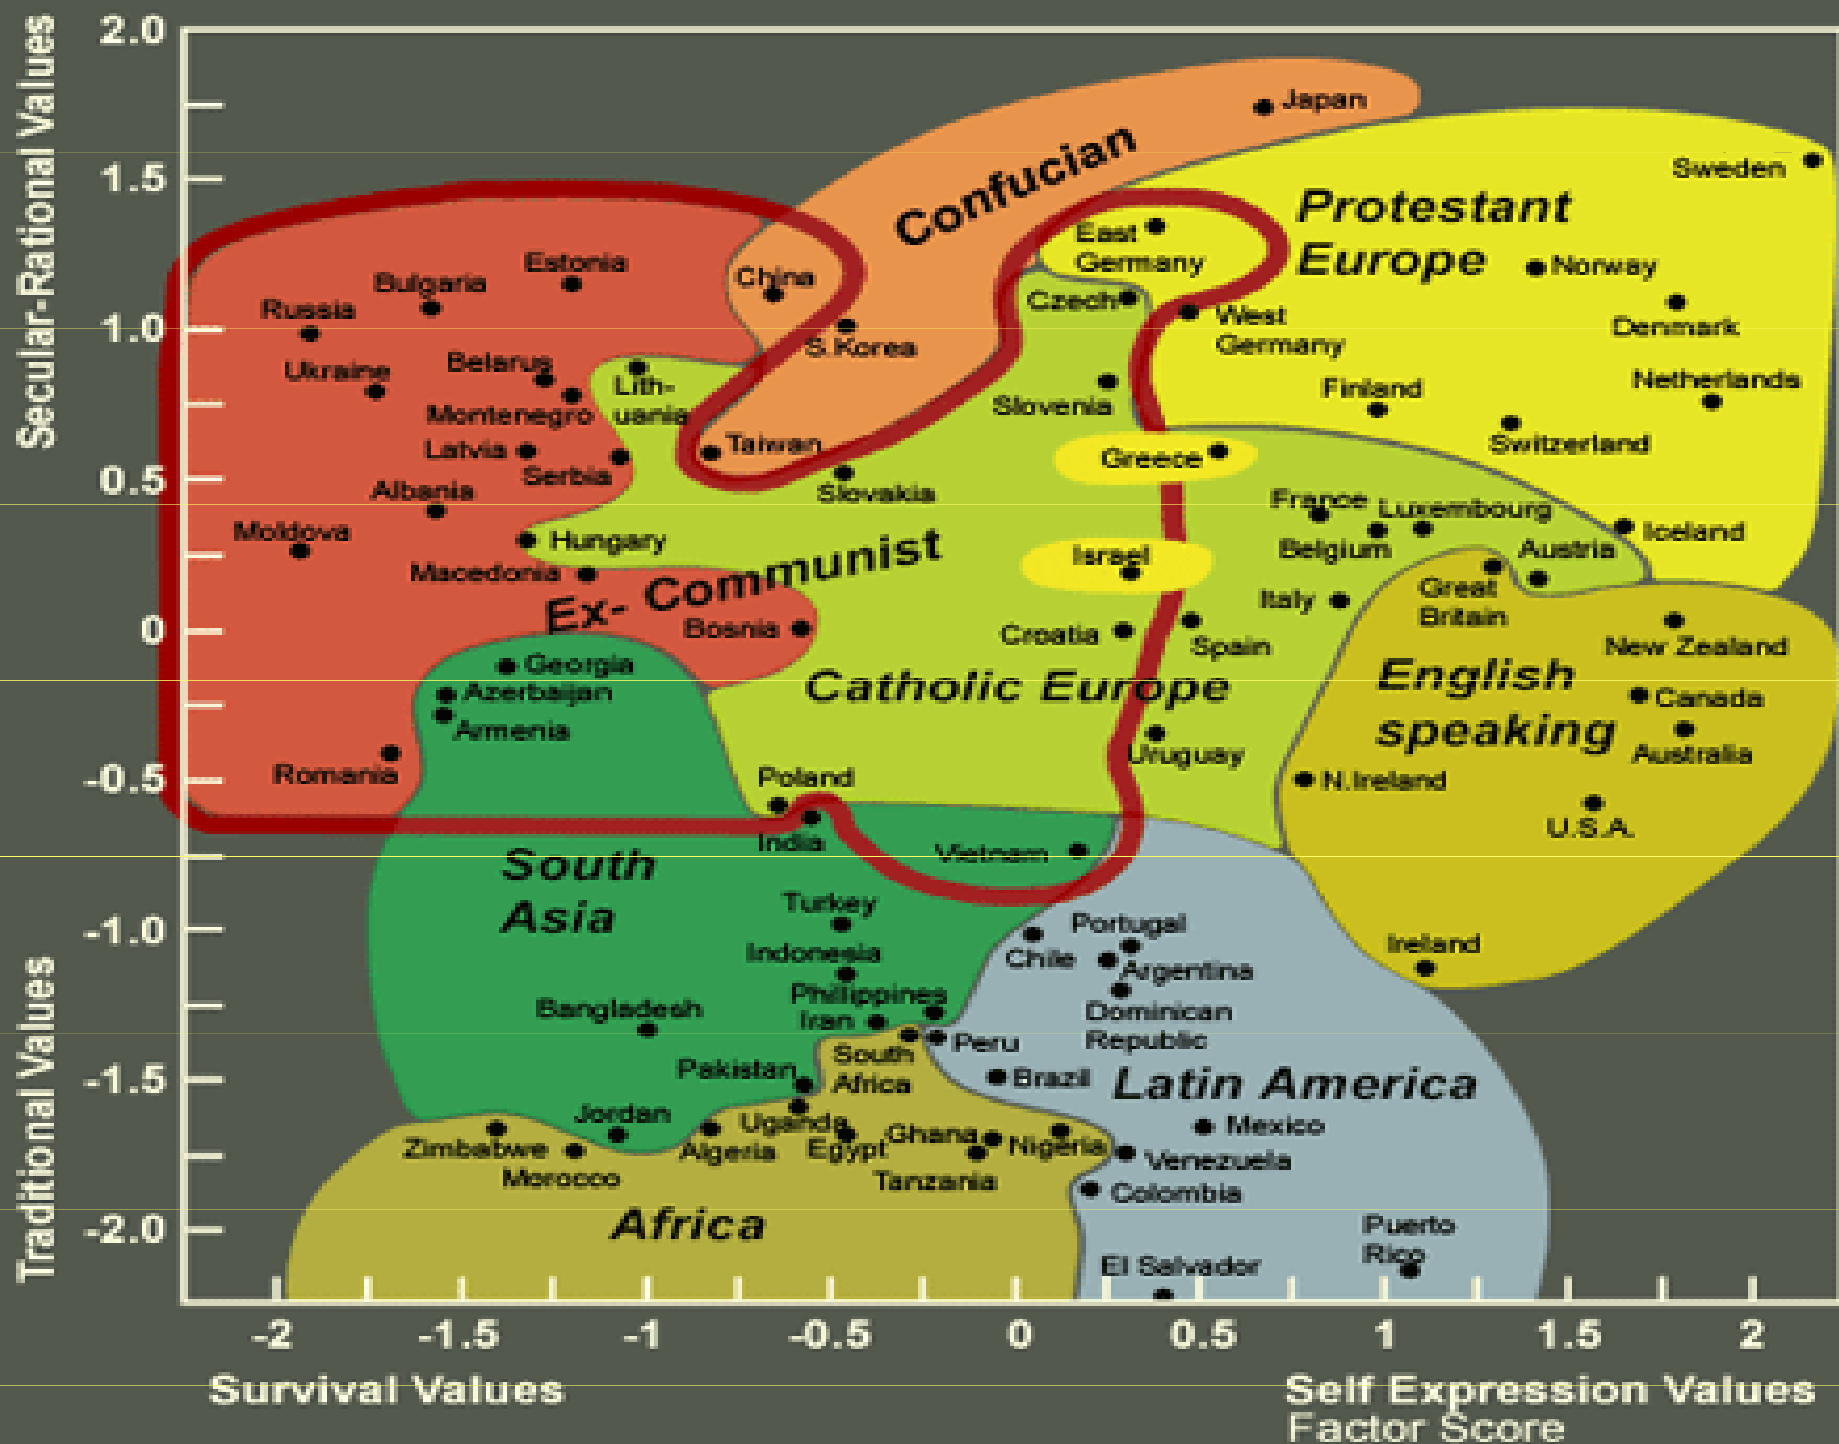 Secular-Rational Values
Traditional Values
2.0
1.5
1.0
0.5
0
-0.5
-1.0
-1.5
-2.0
Japan
Confucian
Sweden
Protestant
Europe
East
Germany
Norway
Estonia
China
Bulgaria
Czech
Russia
West
Germany
Denmark
S.Korea
Belarus
Ukraine
Lith-
uania
Finland
Netherlands
Montenegro
Slovenia
Latvia
Taiwan
Switzerland
Greece
Serbia
Albania
Slovakia
France
Luxembourg
Moldova
Iceland
Hungary
Belgium
Austria
Ex- Communist
Israel
Macedonia
Great
Britain
Italy
Bosnia
Croatia
Spain
New Zealand
Georgia
Catholic Europe
English
speaking
Azerbaijan
Canada
Armenia
Uruguay
Australia
Romania
Poland
N.Ireland
U.S.A.
India
South
Asia
Vietnam
Turkey
Portugal
Ireland
Indonesia
Chile
Argentina
Phillippines
Bangladesh
Iran
Dominican
Republic
Peru
South
Africa
Pakistan
Brazil
Latin America
Jordan
Uganda
Mexico
Zimbabwe
Algeria
Egypt
Ghana
Nigeria
Venezuela
Morocco
Tanzania
Colombia
Africa
Puerto
Rico
El Salvador
-2
-1.5
-1
-0.5
0
0.5
1
1.5
2
Survival Values
Self Expression Values
Factor Score